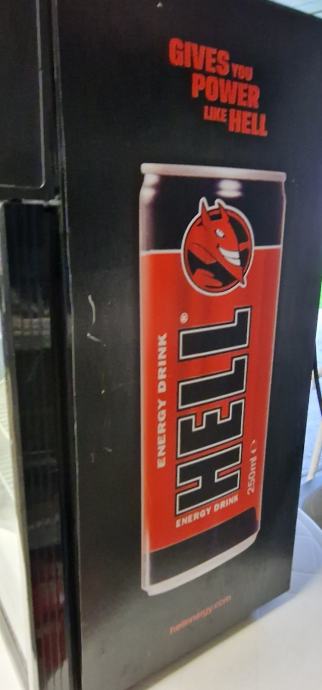 GIVES YOU
POWER
LIKE HELL
ENERGY DRINK
HELL®
ENERGY DRINK
250ml
hellenergy.com